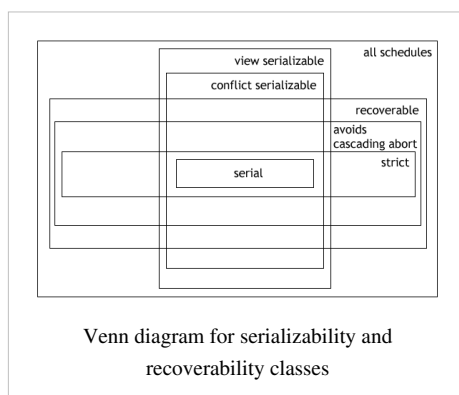 all schedules
view serializable
conflict serializable
recoverable
avoids
cascading abort
strict
serial
Venn diagram for serializability and
recoverability classes